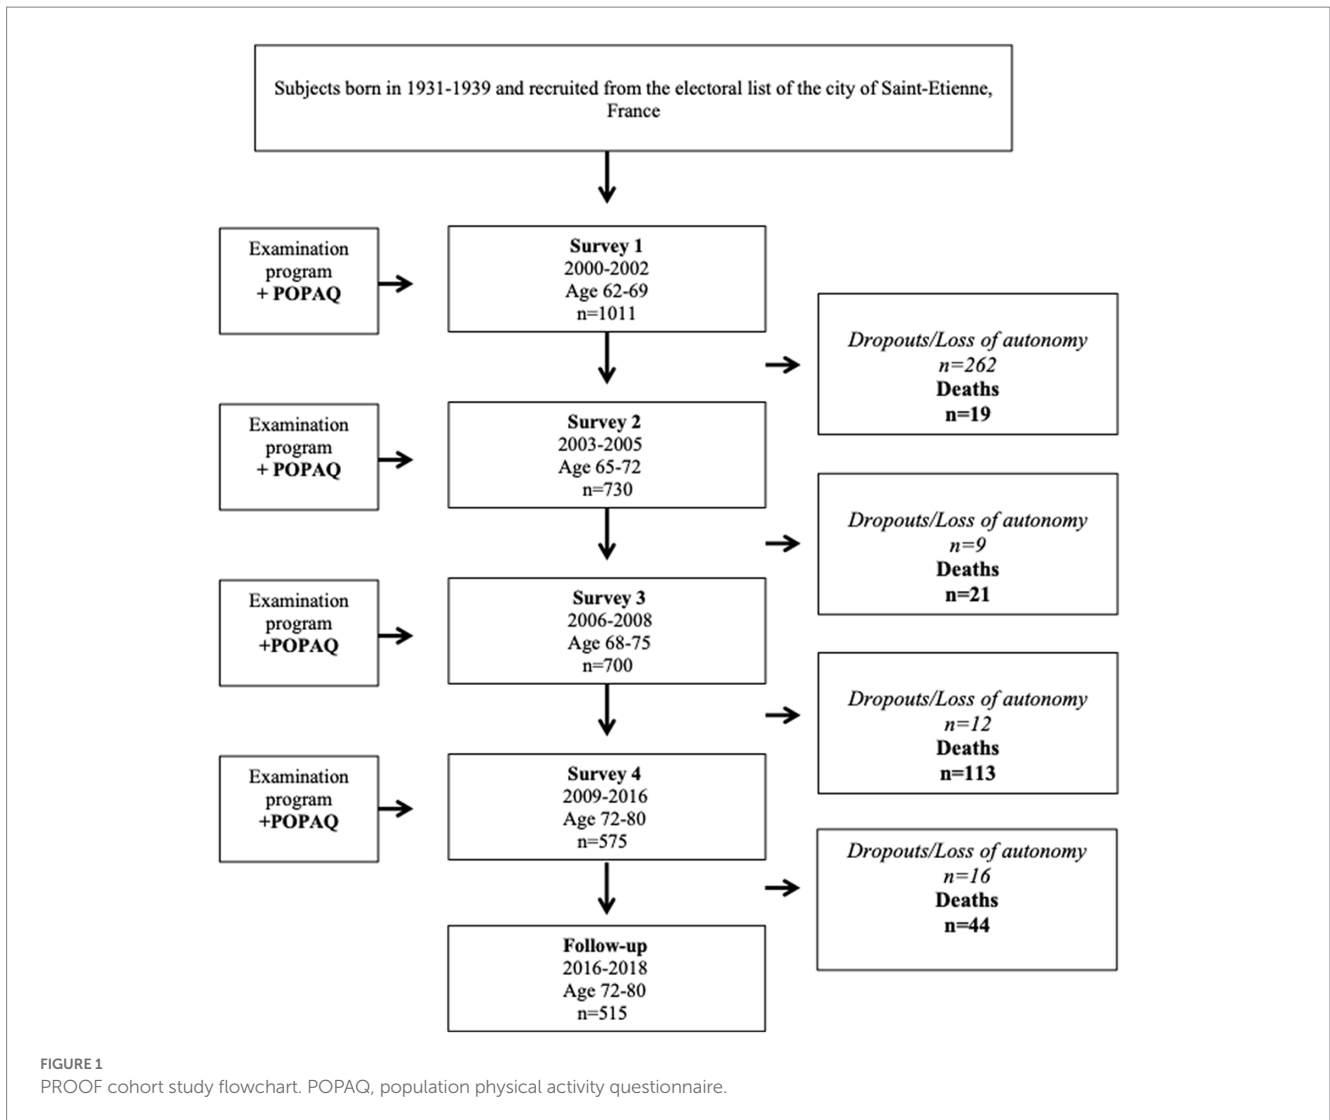 Subjects born in 1931-1939 and recruited from the electoral list of the city of Saint-Etienne,
France
Examination
program
+ POPAQ
Survey 1
2000-2002
Age 62-69
n=1011
Dropouts/Loss of autonomy
n=262
Deaths
n=19
Examination
program
+ POPAQ
Survey 2
2003-2005
Age 65-72
n=730
Dropouts/Loss of autonomy
n=9
Deaths
n=21
Examination
program
+POPAQ
Survey 3
2006-2008
Age 68-75
n=700
Dropouts/Loss of autonomy
n=12
Deaths
n=113
Examination
program
+POPAQ
Survey 4
2009-2016
Age 72-80
n=575
Dropouts/Loss of autonomy
n=16
Deaths
n=44
Follow-up
2016-2018
Age 72-80
n=515
FIGURE 1
PROOF cohort study flowchart. POPAQ, population physical activity questionnaire.